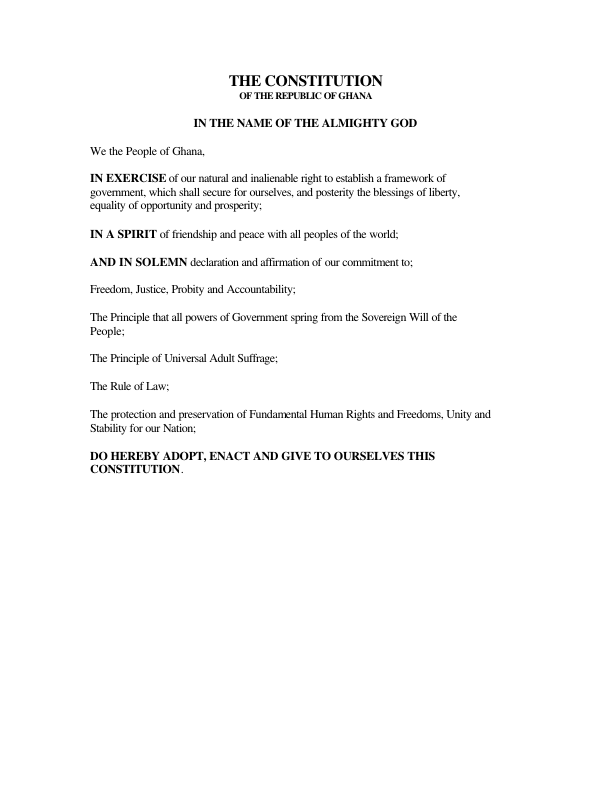 THE CONSTITUTION
OF THE REPUBLIC OF GHANA
IN THE NAME OF THE ALMIGHTY GOD
We the People of Ghana,
IN EXERCISE of our natural and inalienable right to establish a framework of
government, which shall secure for ourselves, and posterity the blessings of liberty,
equality of opportunity and prosperity;
IN A SPIRIT of friendship and peace with all peoples of the world;
AND IN SOLEMN declaration and affirmation of our commitment to;
Freedom, Justice, Probity and Accountability;
The Principle that all powers of Government spring from the Sovereign Will of the
People;
The Principle of Universal Adult Suffrage;
The Rule of Law;
The protection and preservation of Fundamental Human Rights and Freedoms, Unity and
Stability for our Nation;
DO HEREBY ADOPT, ENACT AND GIVE TO OURSELVES THIS
CONSTITUTION.